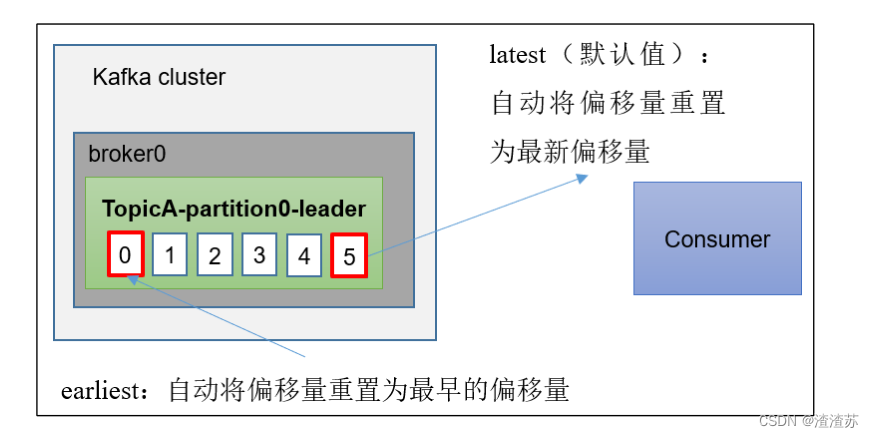 latest（默认值）：
自动将偏移量重置
为最新偏移量
Kafka cluster
broker0
TopicA-partition0-leader
0 1 2 3 4 5
Consumer
earliest：自动将偏移量重置为最早的偏移量
CSDN @渣渣苏